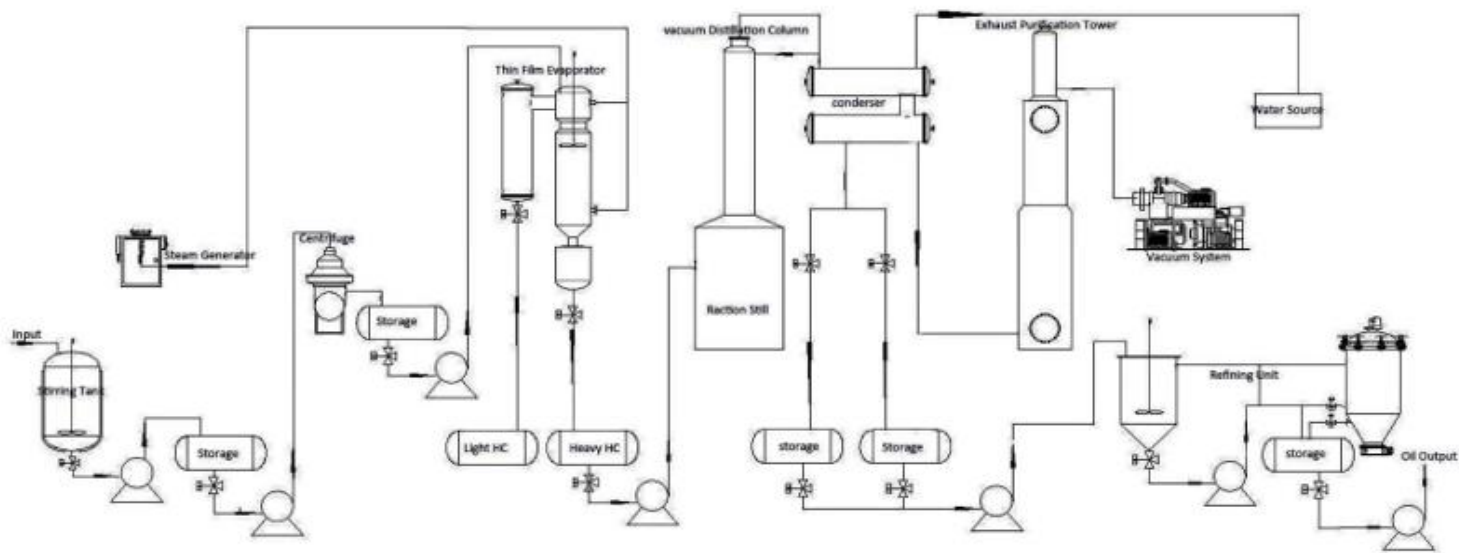 vacuum Distillation Column
Exhaust Purification Tower
Thin Film Evaporator
conderser
Water Source
Centrifuge
Steam Generator
Vacuum System
Storage
Rection Still
Input
Stirring Tank
Refining Unit
Storage
Light HC
Heavy HC
storage
Storage
storage
Oil Output